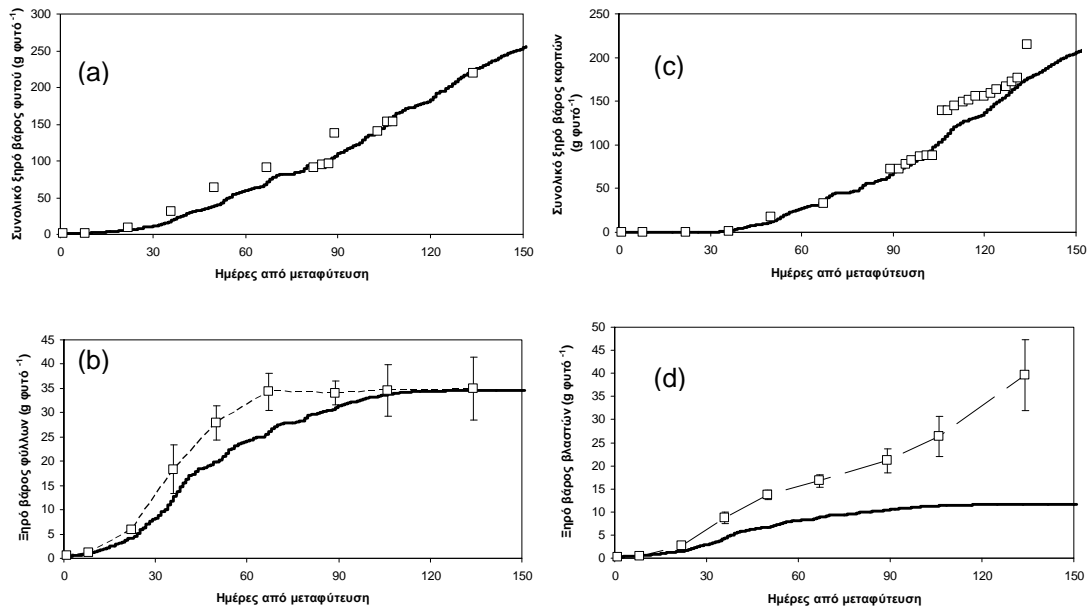 Συνολικό ξηρό βάρος φυτού (g φυτό⁻¹)
300
250
200
150
100
50
0
(a)
0 30 60 90 120 150
Ημέρες από μεταφύτευση
Συνολικό ξηρό βάρος καρπών
(g φυτό⁻¹)
250
200
150
100
50
0
(c)
0 30 60 90 120 150
Ημέρες από μεταφύτευση
Ξηρό βάρος φύλλων (g φυτό ⁻¹)
45
40
35
30
25
20
15
10
5
0
(b)
0 30 60 90 120 150
Ημέρες από μεταφύτευση
Ξηρό βάρος βλαστών (g φυτό ⁻¹)
50
45
40
35
30
25
20
15
10
5
0
(d)
0 30 60 90 120 150
Ημέρες από μεταφύτευση